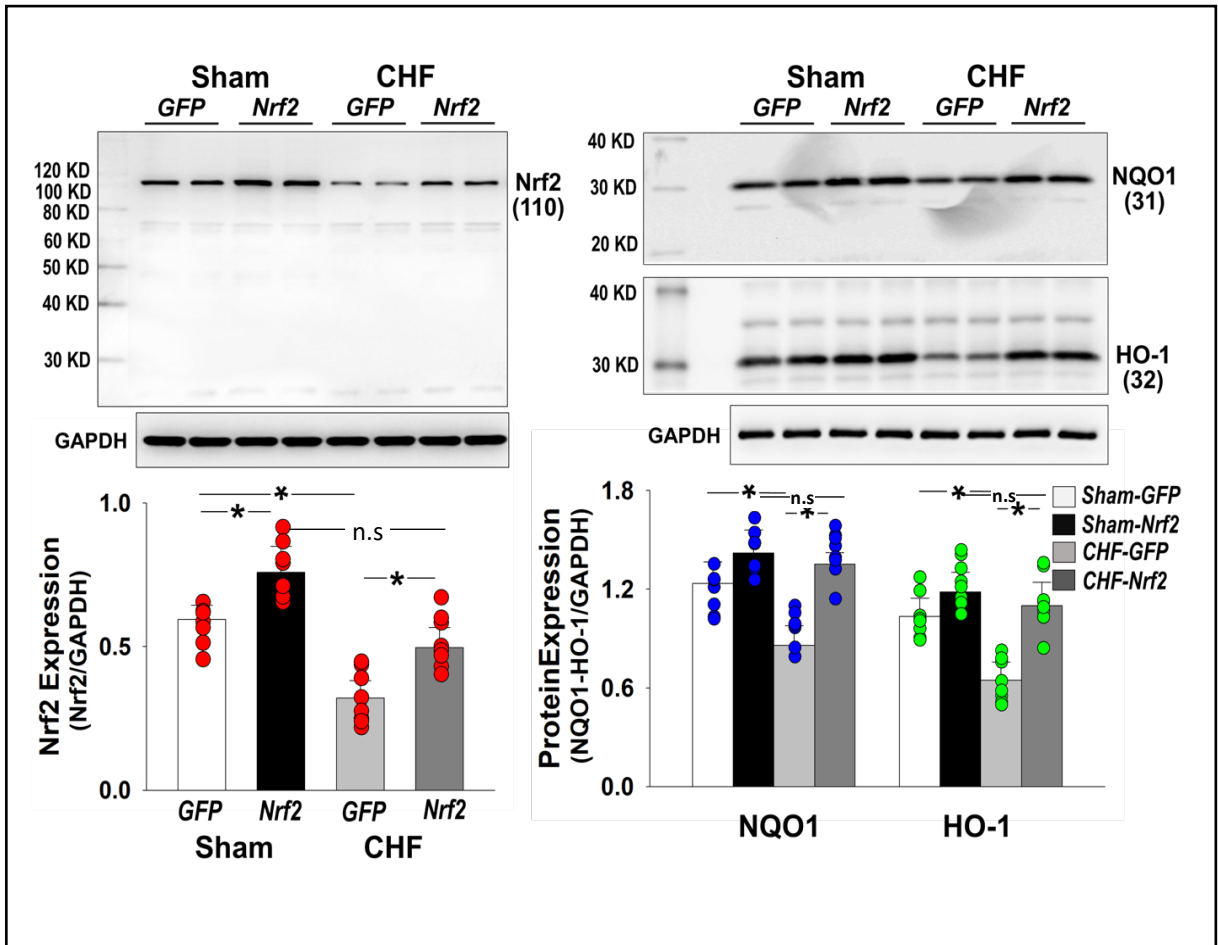 Sham CHF
GFP Nrf2 GFP Nrf2
120 KD
100 KD
80 KD
60 KD
50 KD
40 KD
30 KD
Nrf2
(110)
GAPDH
1.0
0.5
0.0
Nrf2 Expression
(Nrf2/GAPDH)
*
*
n.s
*
GFP Nrf2 GFP Nrf2
Sham CHF
Sham CHF
GFP Nrf2 GFP Nrf2
40 KD
30 KD
20 KD
NQO1
(31)
40 KD
30 KD
HO-1
(32)
GAPDH
1.8
1.2
0.6
0.0
ProteinExpression
(NQO1-HO-1/GAPDH)
*
n.s
*
*
n.s
*
Sham-GFP
Sham-Nrf2
CHF-GFP
CHF-Nrf2
NQO1 HO-1